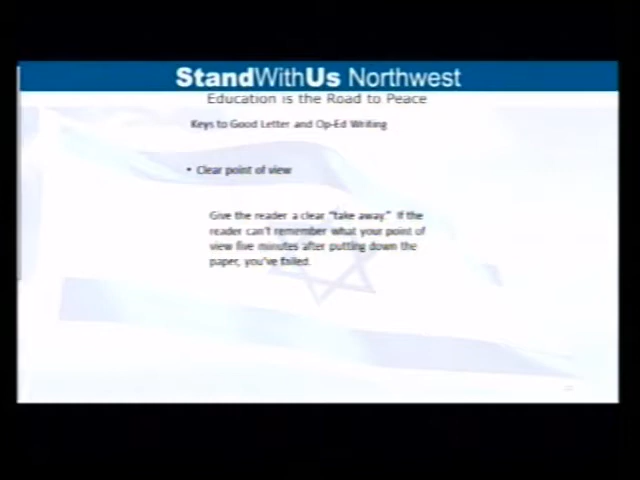 StandWithUs Northwest
Education is the Road to Peace
Keys to Good Letter and Op-Ed Writing
• Clear point of view
Give the reader a clear "take away." If the
reader can't remember what your point of
view five minutes after putting down the
paper, you've failed.